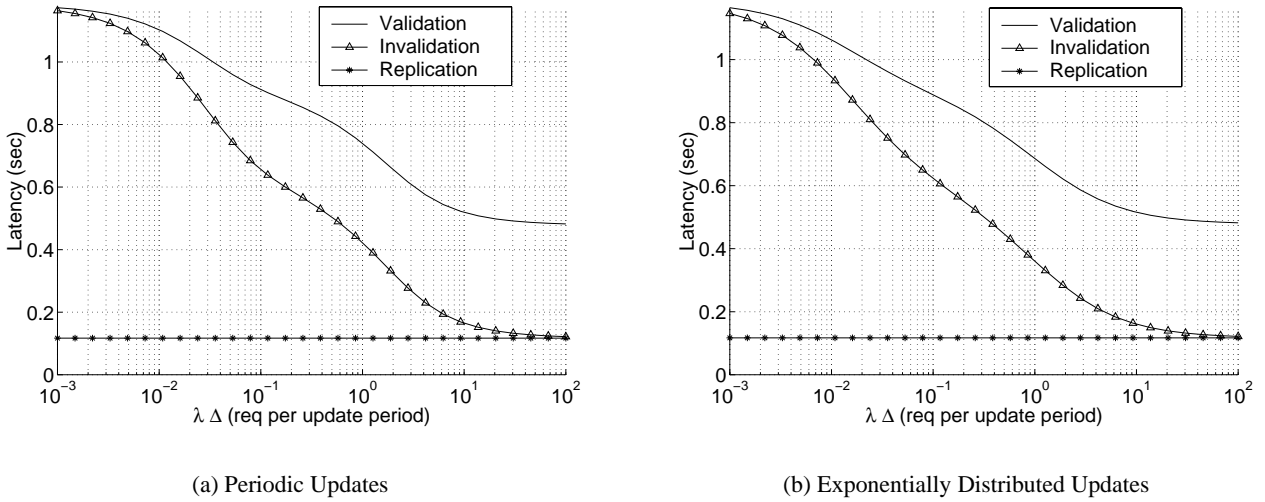 Validation
Invalidation
Replication
1
0.8
0.6
0.4
0.2
0
Latency (sec)
10^−3 10^−2 10^−1 10^0 10^1 10^2
λ Δ (req per update period)
(a) Periodic Updates
Validation
Invalidation
Replication
1
0.8
0.6
0.4
0.2
0
Latency (sec)
10^−3 10^−2 10^−1 10^0 10^1 10^2
λ Δ (req per update period)
(b) Exponentially Distributed Updates